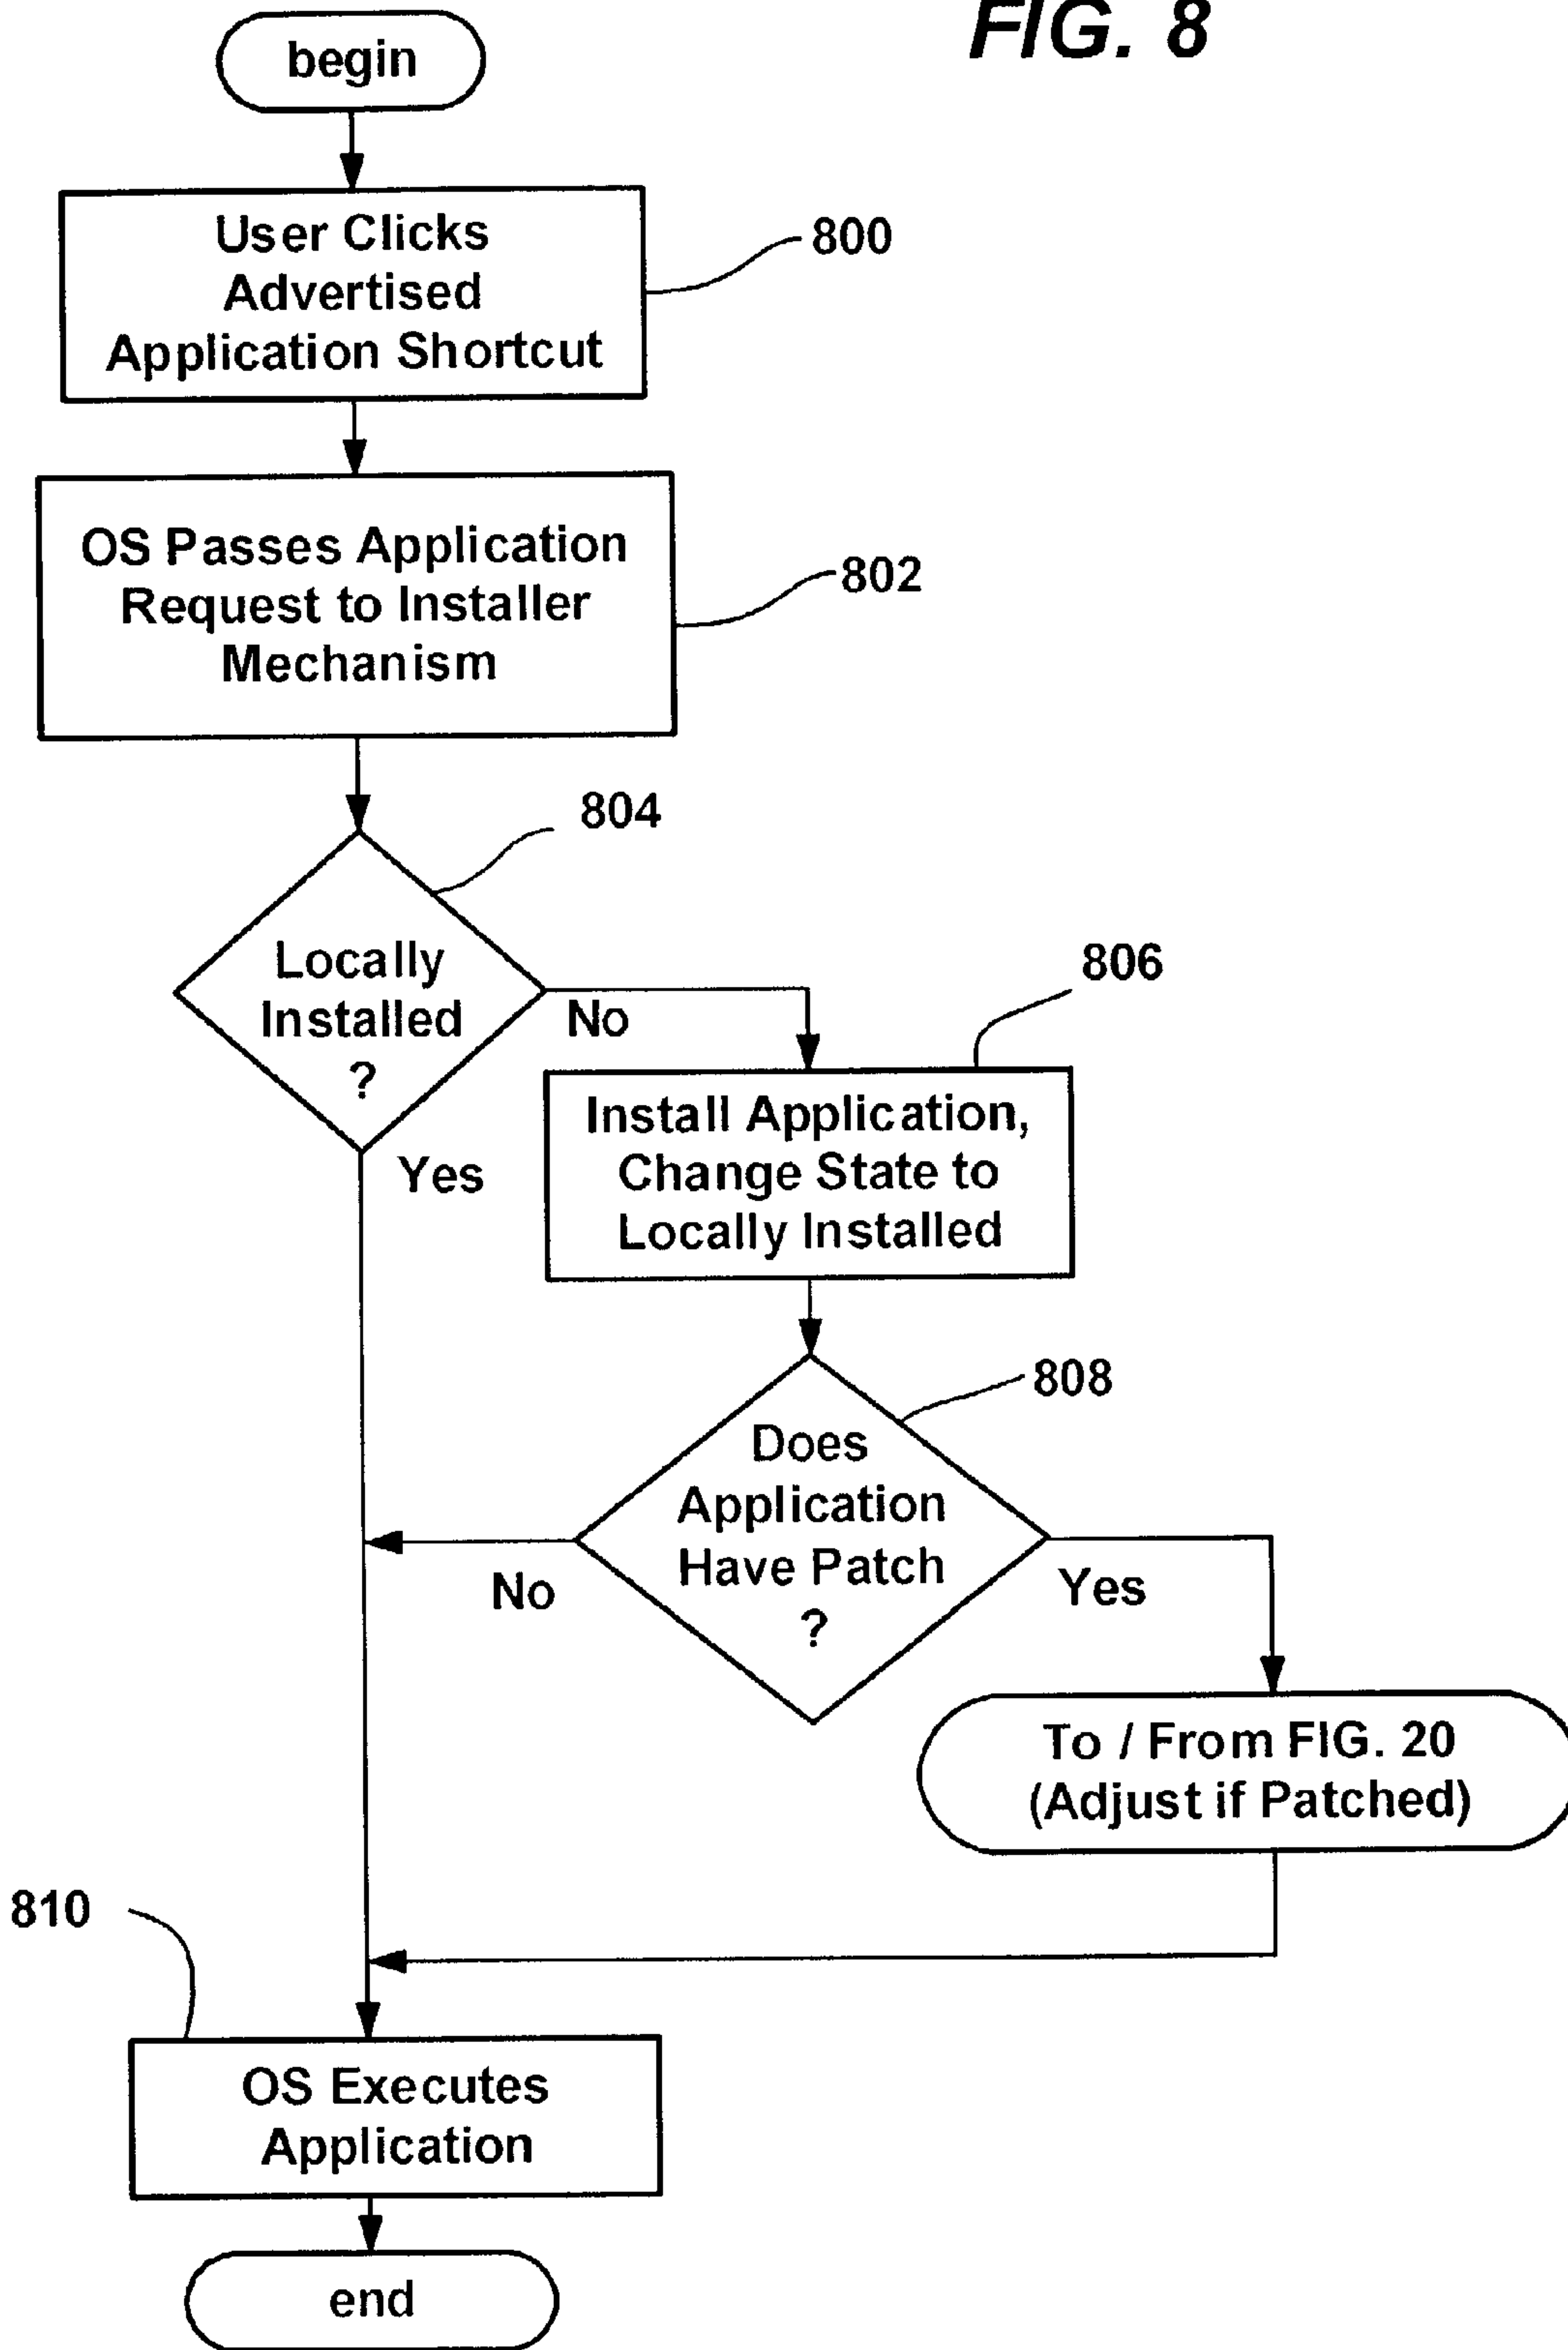 FIG. 8
begin
User Clicks
Advertised
Application Shortcut
800
OS Passes Application
Request to Installer
Mechanism
802
804
Locally
Installed
?
No
Yes
806
Install Application,
Change State to
Locally Installed
808
Does
Application
Have Patch
?
No
Yes
To / From FIG. 20
(Adjust if Patched)
810
OS Executes
Application
end